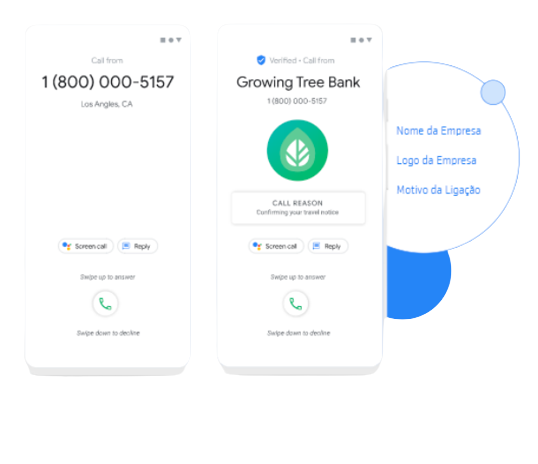 Call from
1 (800) 000-5157
Los Angles, CA
Screen call
Reply
Swipe up to answer
Swipe down to decline
Verified • Call from
Growing Tree Bank
1 (800) 000-5157
CALL REASON
Confirming your travel notice
Screen call
Reply
Swipe up to answer
Swipe down to decline
Nome da Empresa
Logo da Empresa
Motivo da Ligação